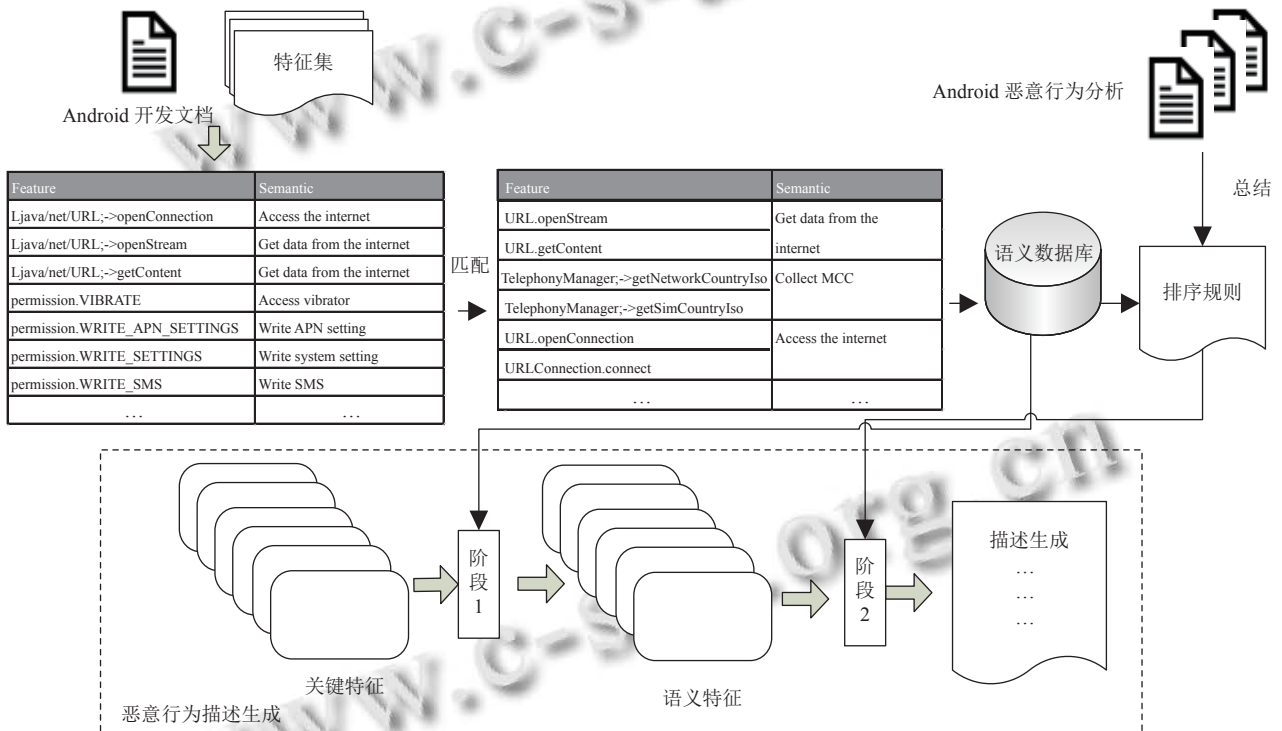 特征集
Android 开发文档
Android 恶意行为分析
总结
Feature Semantic
Ljava/net/URL;->openConnection Access the internet
Ljava/net/URL;->openStream Get data from the internet
Ljava/net/URL;->getContent Get data from the internet
permission.VIBRATE Access vibrator
permission.WRITE_APN_SETTINGS Write APN setting
permission.WRITE_SETTINGS Write system setting
permission.WRITE_SMS Write SMS
… …
匹配
Feature Semantic
URL.openStream Get data from the
URL.getContent internet
TelephonyManager;->getNetworkCountryIso Collect MCC
TelephonyManager;->getSimCountryIso
URL.openConnection Access the internet
URLConnection.connect
… …
语义数据库
排序规则
阶
段
1
阶
段
2
描述生成
…
…
…
关键特征
语义特征
恶意行为描述生成
www.c-s
www.c-s
.org.cn